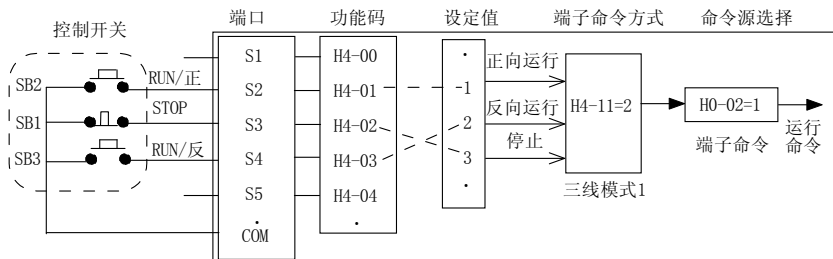 控制开关 端口 功能码 设定值 端子命令方式 命令源选择
S1 H4-00 .
SB2 RUN/正 S2 H4-01 1 正向运行
SB1 STOP S3 H4-02 2 反向运行 H4-11=2 H0-02=1
SB3 RUN/反 S4 H4-03 3 停止 端子命令 运行
命令
S5 H4-04 . 三线模式1
. .
COM